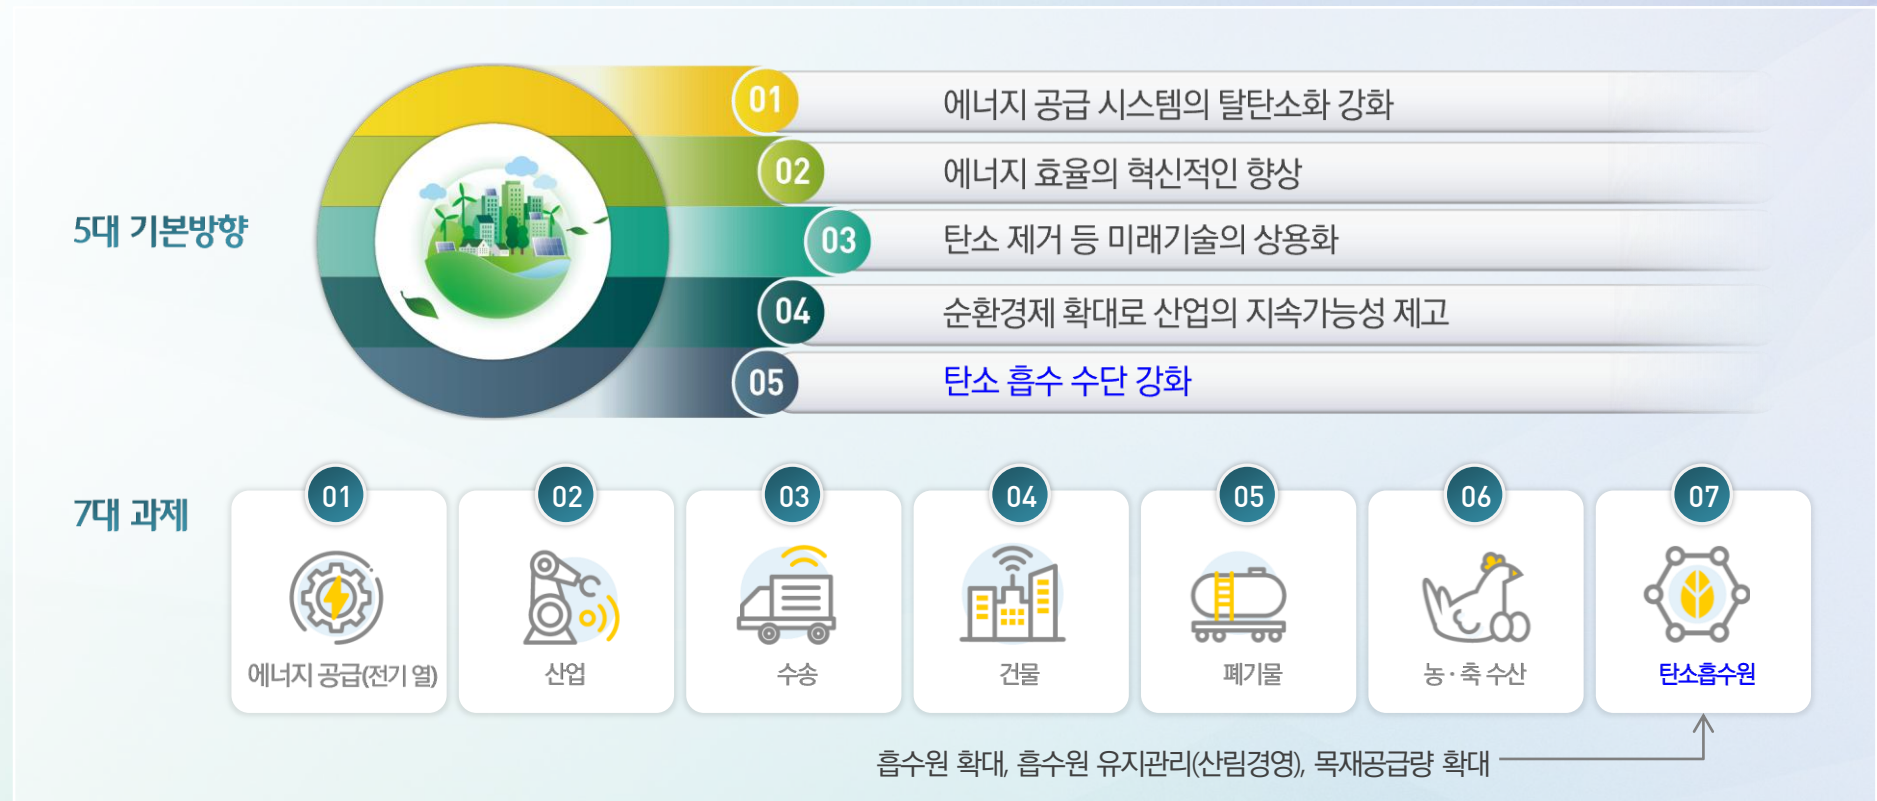 5대 기본방향
01 에너지 공급 시스템의 탈탄소화 강화
02 에너지 효율의 혁신적인 향상
03 탄소 제거 등 미래기술의 상용화
04 순환경제 확대로 산업의 지속가능성 제고
05 탄소 흡수 수단 강화
7대 과제
01
에너지 공급(전기 열)
02
산업
03
수송
04
건물
05
폐기물
06
농·축 수산
07
탄소흡수원
흡수원 확대, 흡수원 유지관리(산림경영), 목재공급량 확대